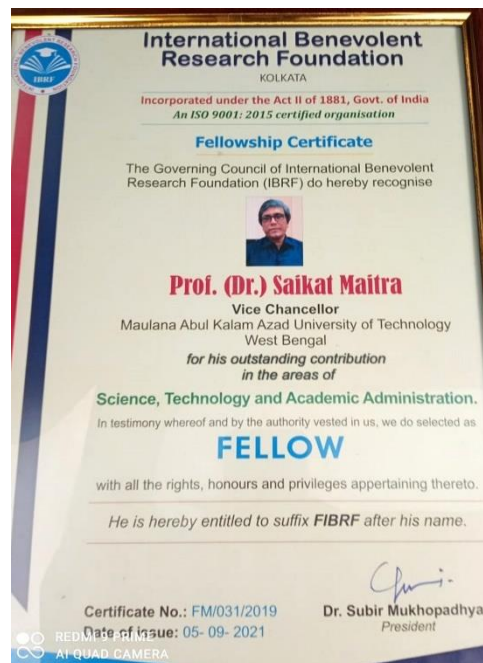 International Benevolent
Research Foundation
KOLKATA
IBRF
Incorporated under the Act II of 1881, Govt. of India
An ISO 9001: 2015 certified organisation
Fellowship Certificate
The Governing Council of International Benevolent
Research Foundation (IBRF) do hereby recognise
Prof. (Dr.) Saikat Maitra
Vice Chancellor
Maulana Abul Kalam Azad University of Technology
West Bengal
for his outstanding contribution
in the areas of
Science, Technology and Academic Administration.
In testimony whereof and by the authority vested in us, we do selected as
FELLOW
with all the rights, honours and privileges appertaining thereto.
He is hereby entitled to suffix FIBRF after his name.
Certificate No.: FM/031/2019
Dr. Subir Mukhopadhya
Date of issue: 05- 09- 2021
President
REDMI 9 PRIME
AI QUAD CAMERA